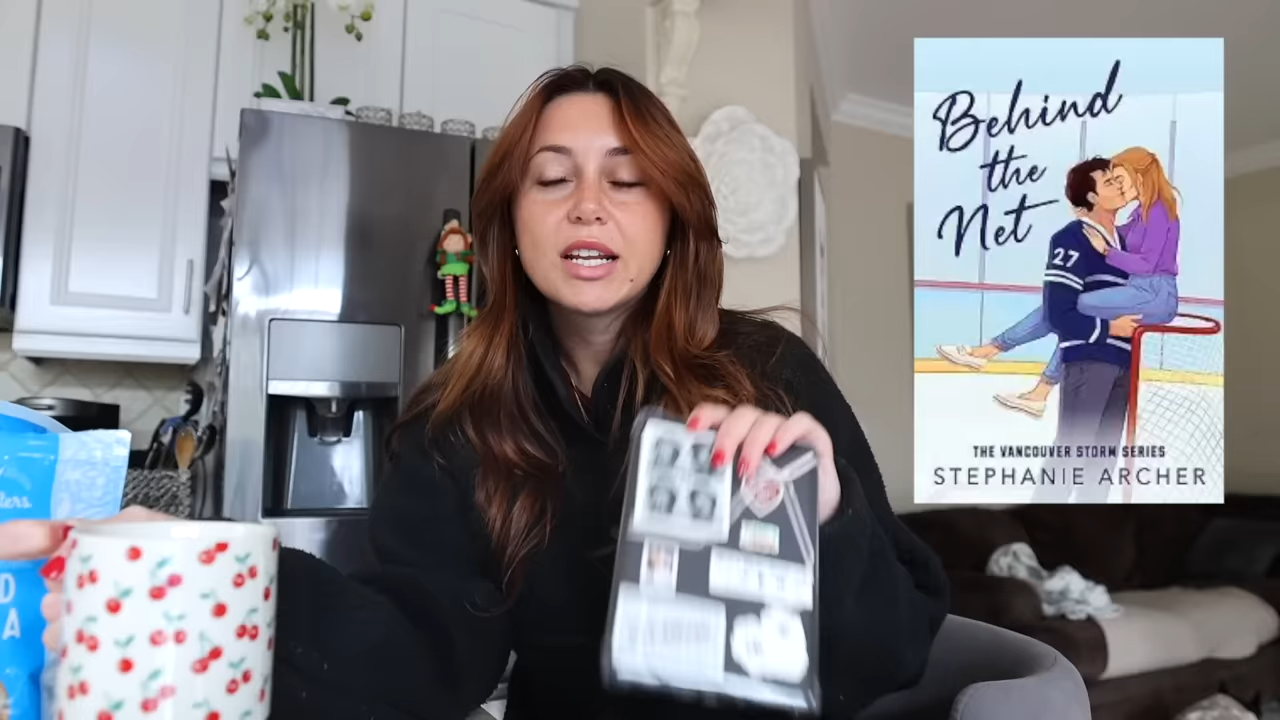 Behind
the
Net
27
THE VANCOUVER STORM SERIES
STEPHANIE ARCHER